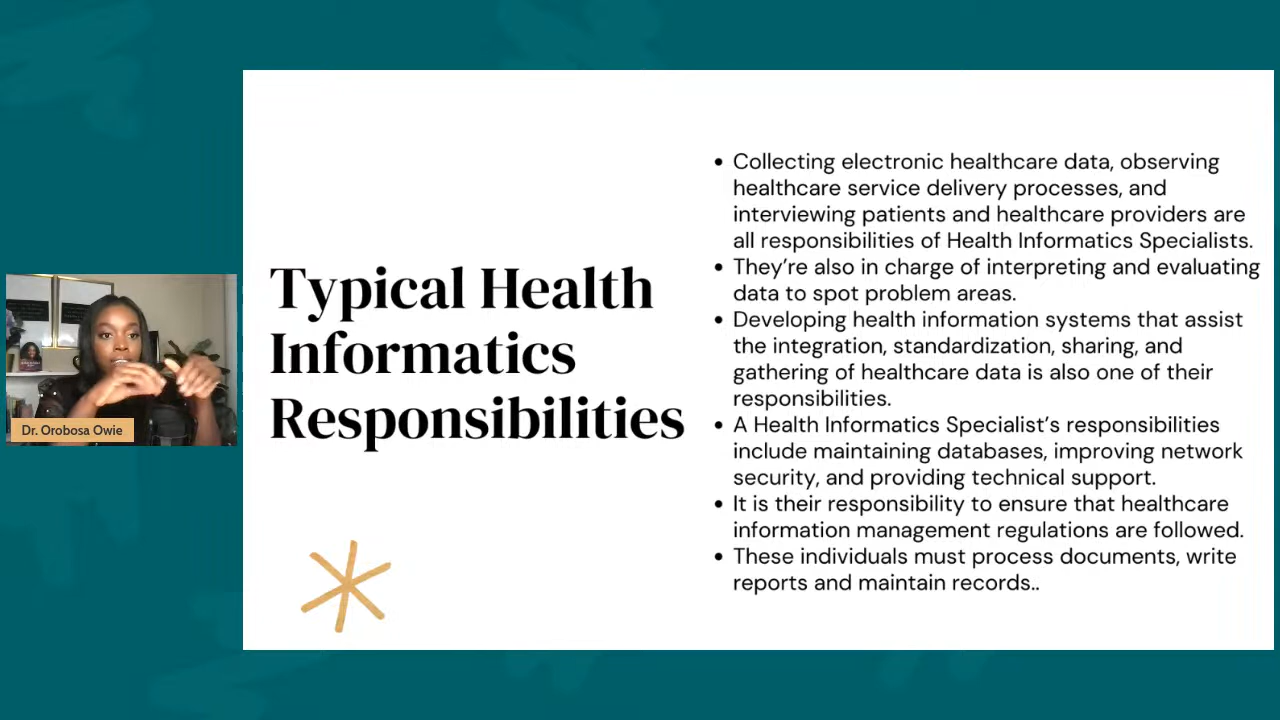 Typical Health
Informatics
Responsibilities
• Collecting electronic healthcare data, observing
healthcare service delivery processes, and
interviewing patients and healthcare providers are
all responsibilities of Health Informatics Specialists.
• They’re also in charge of interpreting and evaluating
data to spot problem areas.
• Developing health information systems that assist
the integration, standardization, sharing, and
gathering of healthcare data is also one of their
responsibilities.
• A Health Informatics Specialist’s responsibilities
include maintaining databases, improving network
security, and providing technical support.
• It is their responsibility to ensure that healthcare
information management regulations are followed.
• These individuals must process documents, write
reports and maintain records..
Dr. Orobosa Owie